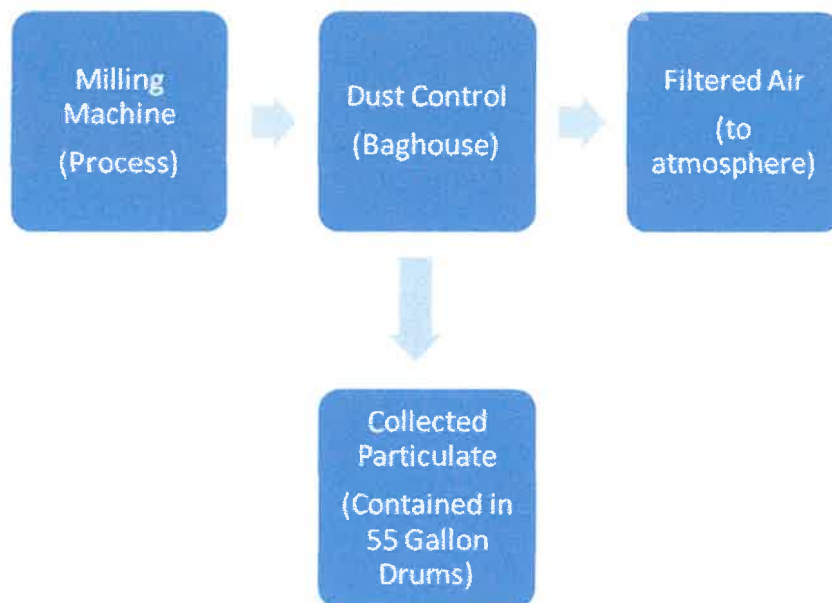 Milling
Machine
(Process)
Dust Control
(Baghouse)
Filtered Air
(to
atmosphere)
Collected
Particulate
(Contained in
55 Gallon
Drums)